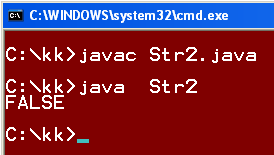 C:\WINDOWS\system32\cmd.exe
C:\kk>javac Str2.java
C:\kk>java  Str2
FALSE
C:\kk>_